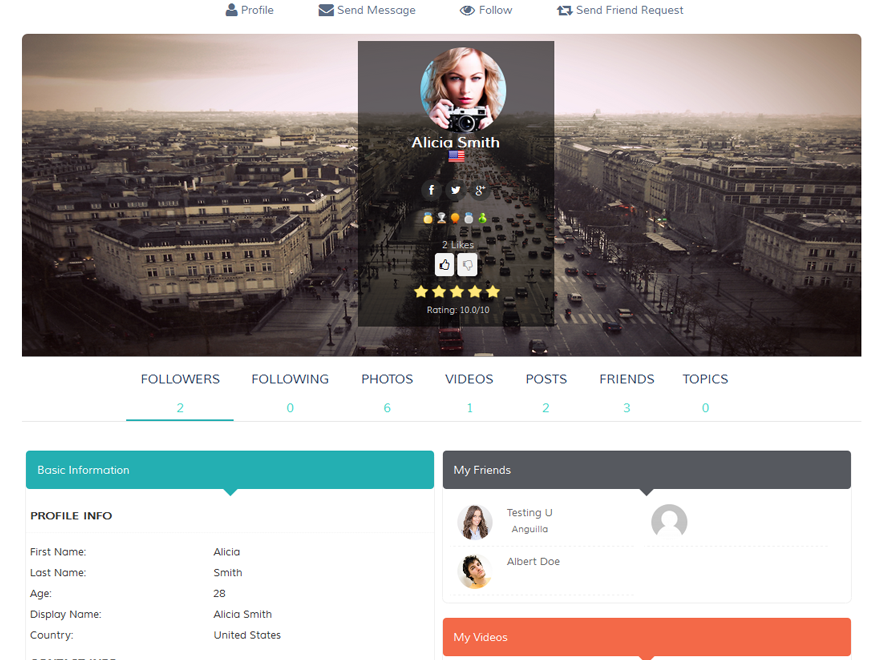 Profile Send Message Follow Send Friend Request
Alicia Smith
f g+
2 Likes
Rating: 10.0/10
FOLLOWERS FOLLOWING PHOTOS VIDEOS POSTS FRIENDS TOPICS
2 0 6 1 2 3 0
Basic Information
PROFILE INFO
First Name: Alicia
Last Name: Smith
Age: 28
Display Name: Alicia Smith
Country: United States
My Friends
Testing U
Anguilla
Albert Doe
My Videos